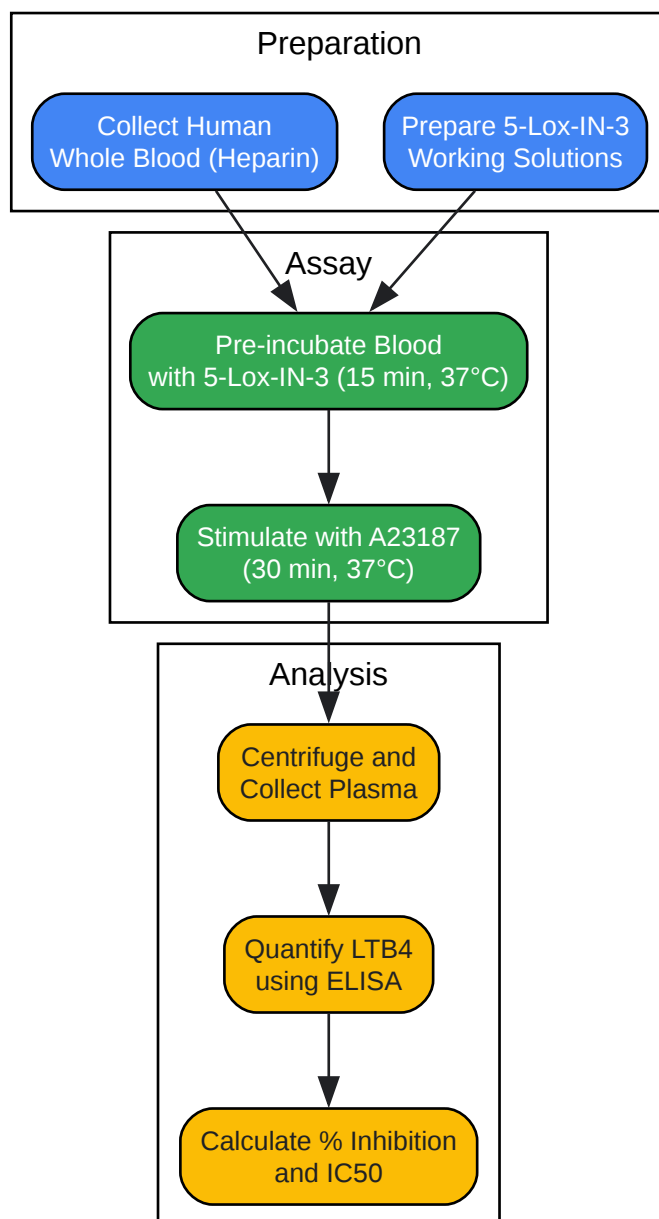 Preparation
Collect Human
Whole Blood (Heparin)
Prepare 5-Lox-IN-3
Working Solutions
Assay
Pre-incubate Blood
with 5-Lox-IN-3 (15 min, 37°C)
Stimulate with A23187
(30 min, 37°C)
Analysis
Centrifuge and
Collect Plasma
Quantify LTB4
using ELISA
Calculate % Inhibition
and IC50